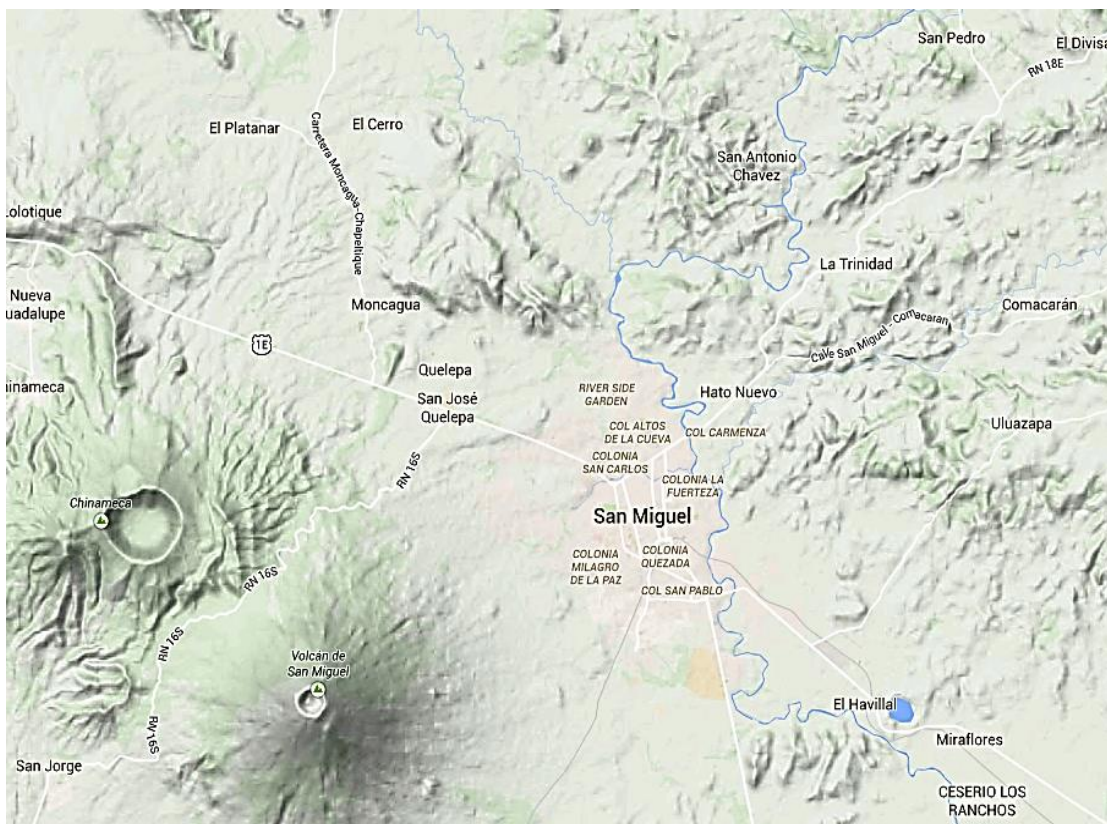 San Pedro
El Divisa
RN 18E
El Platanar
El Cerro
Carretera Moncagua-Chapeltique
San Antonio
Chavez
Lolotique
La Trinidad
Nueva
uadalupe
Moncagua
Comacarán
1E
Calle San Miguel - Comacaran
Quelepa
hinameca
RIVER SIDE
GARDEN
Hato Nuevo
San José
Quelepa
COL ALTOS
DE LA CUEVA
COL CARMENZA
Uluazapa
COLONIA
SAN CARLOS
RN 16S
COLONIA LA
FUERTEZA
Chinameca
San Miguel
COLONIA
MILAGRO
DE LA PAZ
COLONIA
QUEZADA
RN 16S
COL SAN PABLO
RN 16S
Volcán de
San Miguel
El Havillal
RN 16S
Miraflores
San Jorge
CESERIO LOS
RANCHOS